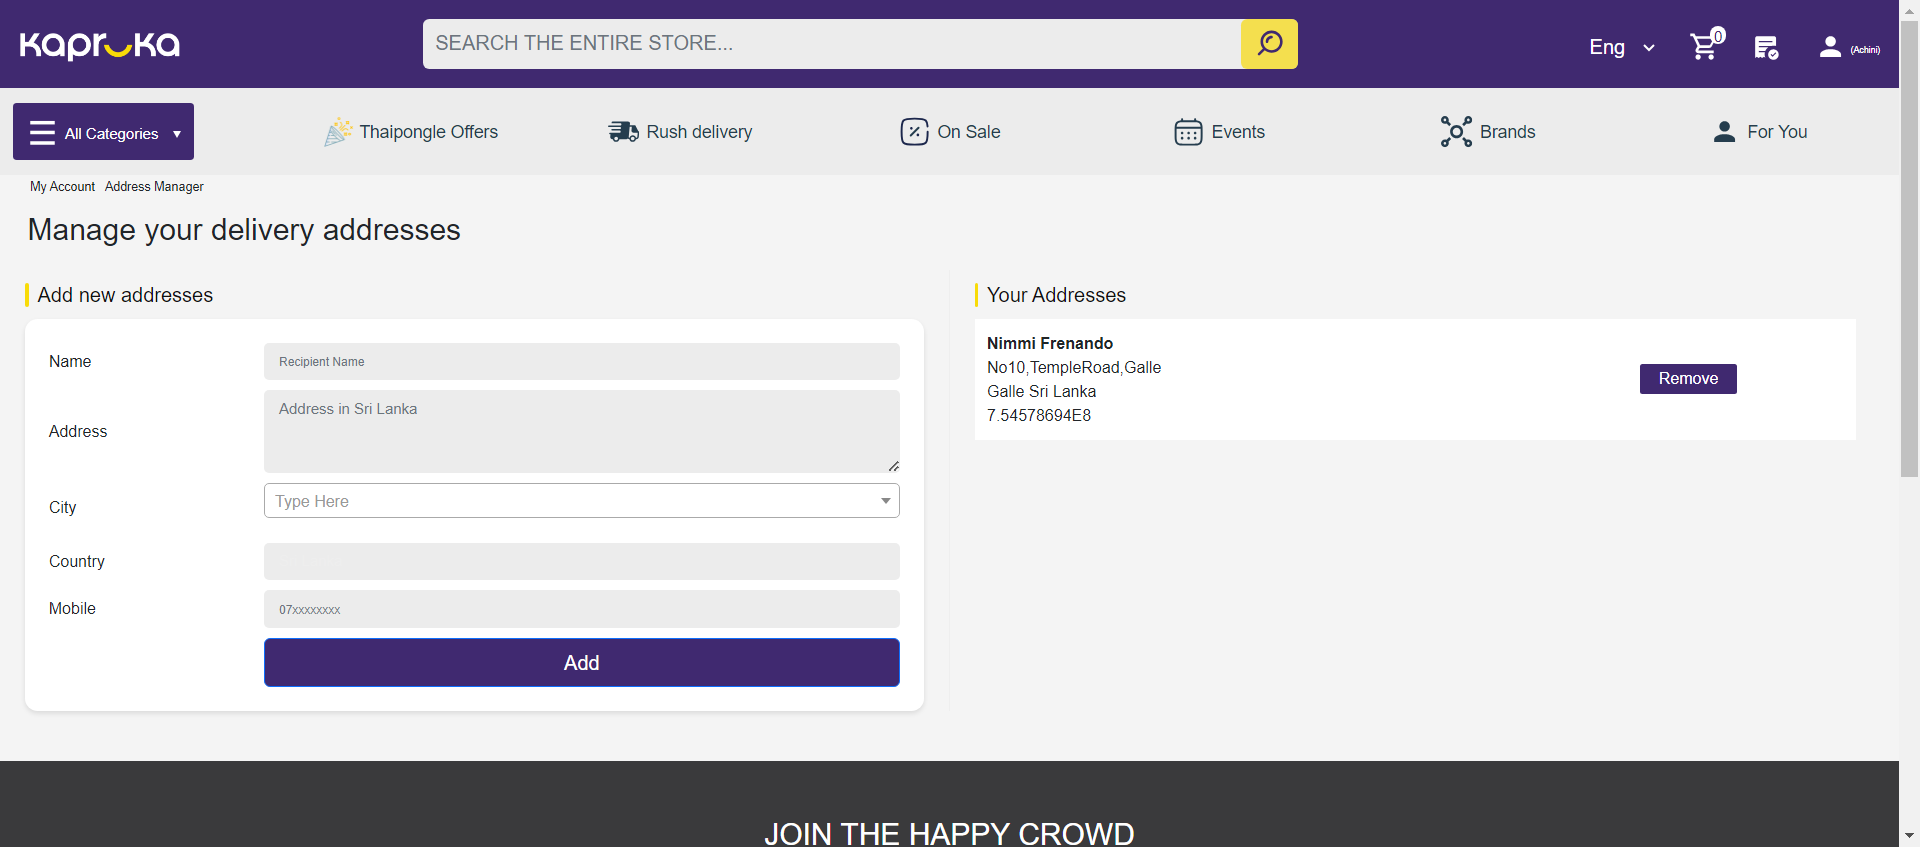 kapruka
SEARCH THE ENTIRE STORE...
Eng
0
(Achini)
All Categories
Thaipongle Offers
Rush delivery
On Sale
Events
Brands
For You
My Account Address Manager
Manage your delivery addresses
Add new addresses
Name
Recipient Name
Address
Address in Sri Lanka
City
Type Here
Country
Mobile
07xxxxxxxx
Add
Your Addresses
Nimmi Frenando
No10,TempleRoad,Galle
Galle Sri Lanka
7.54578694E8
Remove
JOIN THE HAPPY CROWD